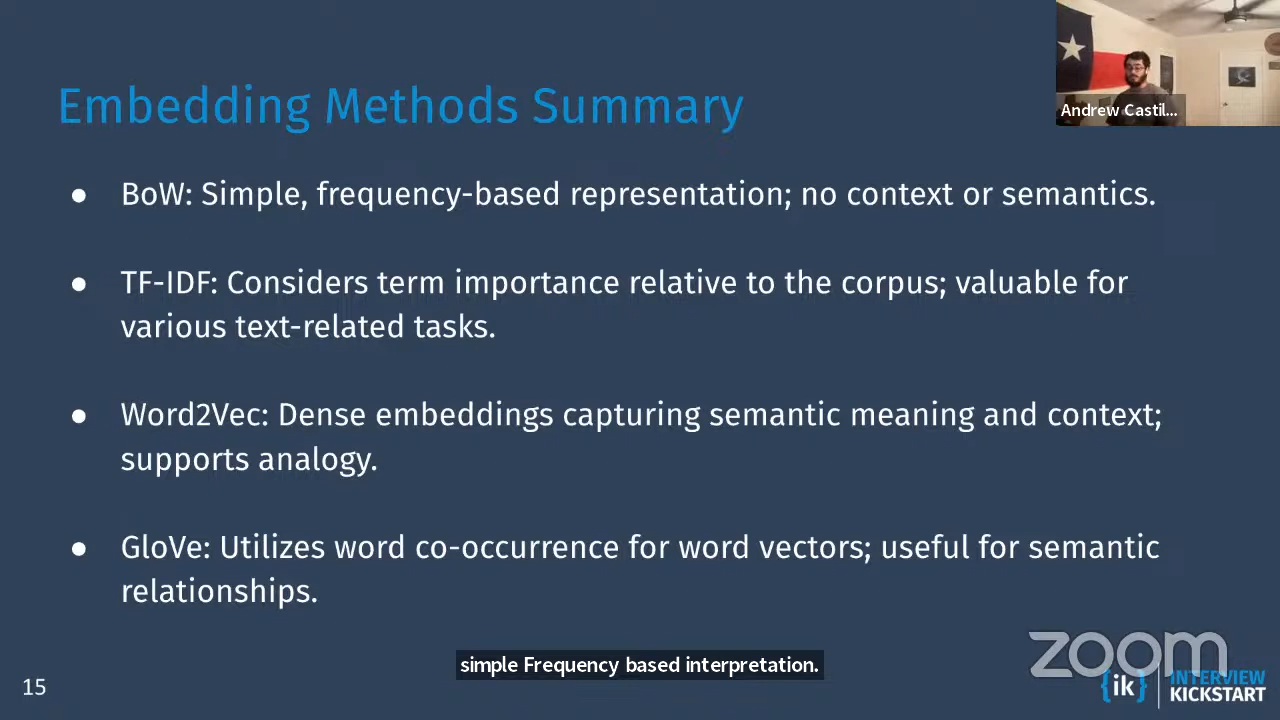 Embedding Methods Summary
Andrew Castil...
● BoW: Simple, frequency-based representation; no context or semantics.
● TF-IDF: Considers term importance relative to the corpus; valuable for
various text-related tasks.
● Word2Vec: Dense embeddings capturing semantic meaning and context;
supports analogy.
● GloVe: Utilizes word co-occurrence for word vectors; useful for semantic
relationships.
simple Frequency based interpretation.
zoom
15
{ik} INTERVIEW
KICKSTART